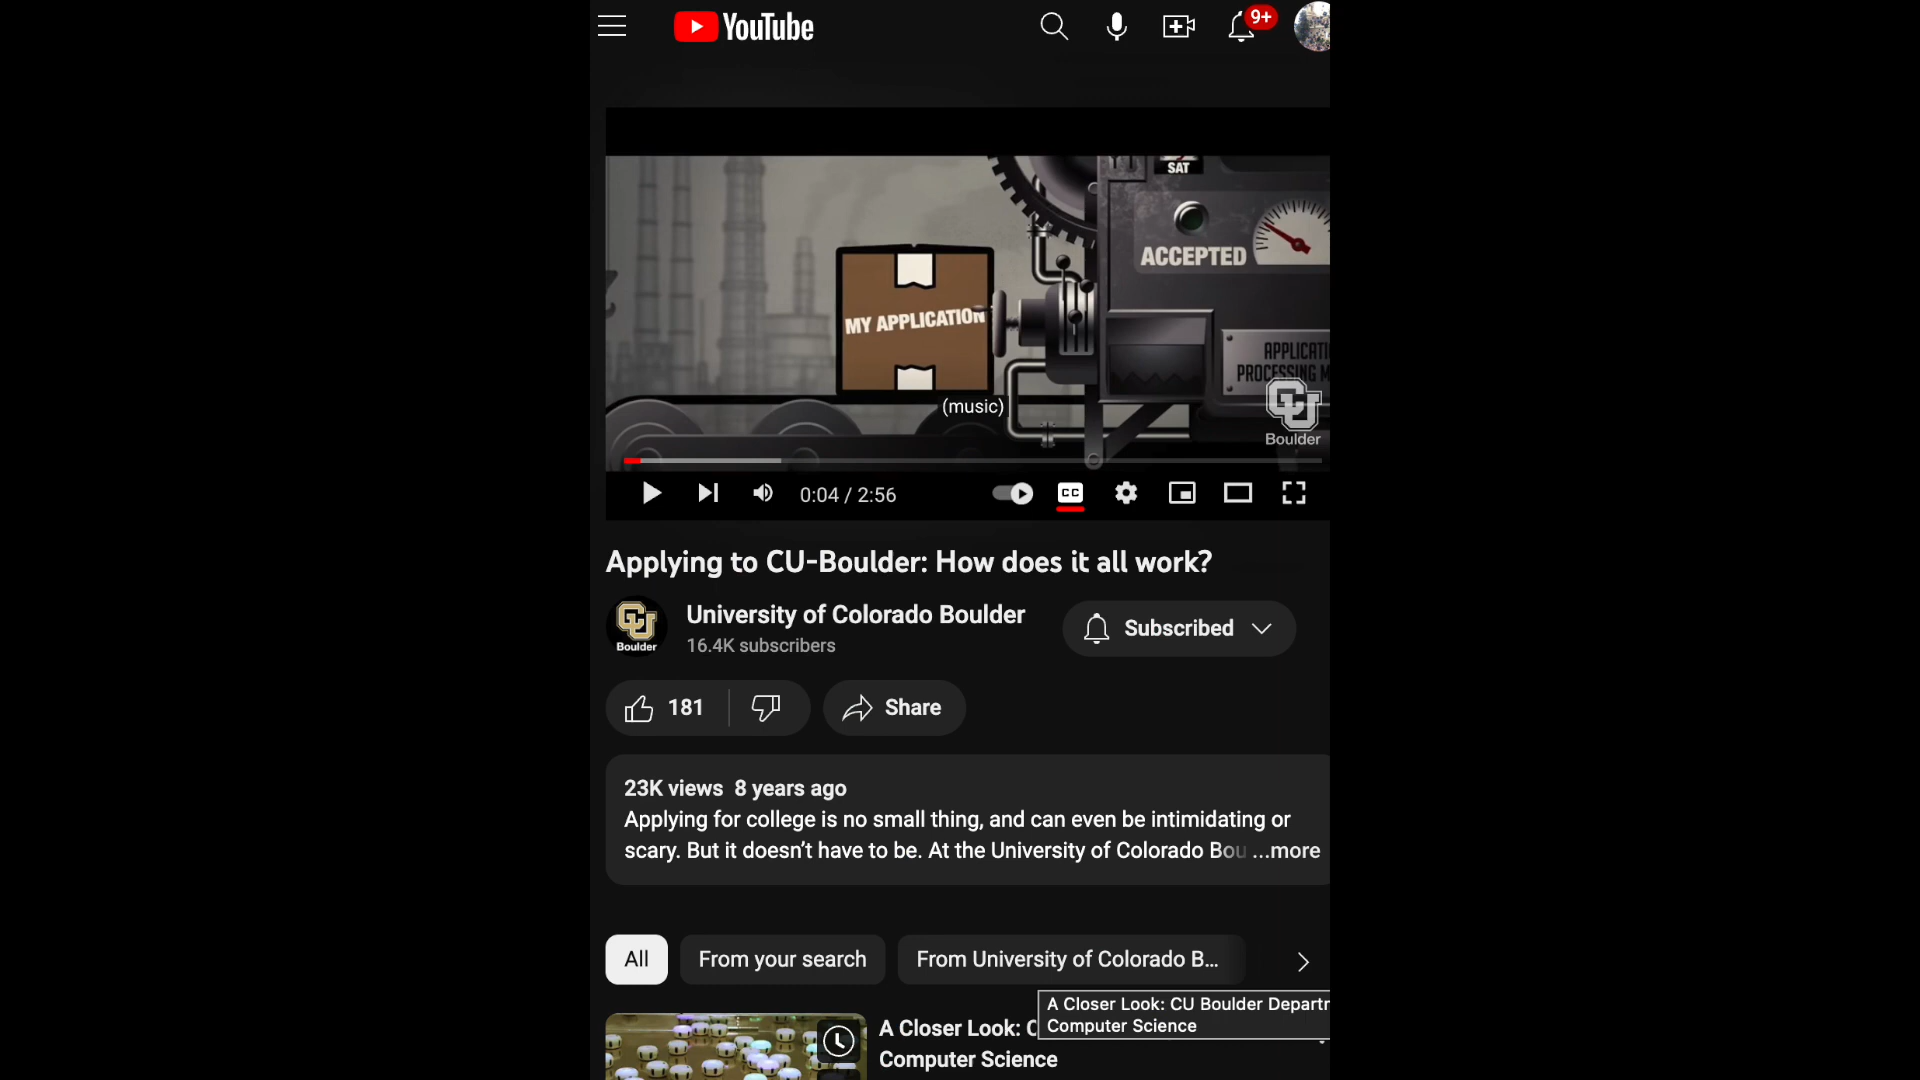 YouTube
9+
SAT
ACCEPTED
MY APPLICATION
APPLICATI
PROCESSING M
(music)
CU
Boulder
0:04 / 2:56
CC
Applying to CU-Boulder: How does it all work?
CU
Boulder
University of Colorado Boulder
16.4K subscribers
Subscribed
181
Share
23K views 8 years ago
Applying for college is no small thing, and can even be intimidating or
scary. But it doesn’t have to be. At the University of Colorado Bou ...more
All
From your search
From University of Colorado B...
A Closer Look: CU Boulder Departr
Computer Science
A Closer Look: C
Computer Science